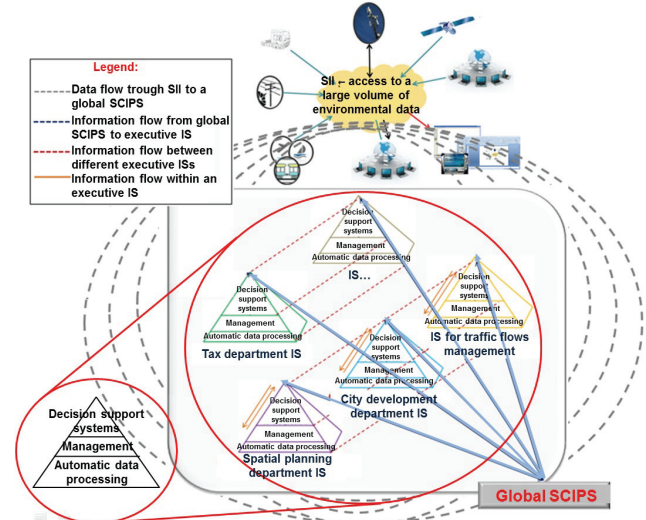 Legend:
Data flow trough SII to a
global SCIPS
Information flow from global
SCIPS to executive IS
Information flow between
different executive ISs
Information flow within an
executive IS
SII – access to a
large volume of
environmental data
Decision
support
systems
Management
Automatic data processing
IS...
Decision
support
systems
Management
Automatic data processing
Tax department IS
Decision
support
systems
Management
Automatic data processing
IS for traffic flows
management
Decision
support
systems
Management
Automatic data processing
City development
department IS
Decision
support
systems
Management
Automatic data processing
Spatial planning
department IS
Decision support
systems
Management
Automatic data
processing
Global SCIPS